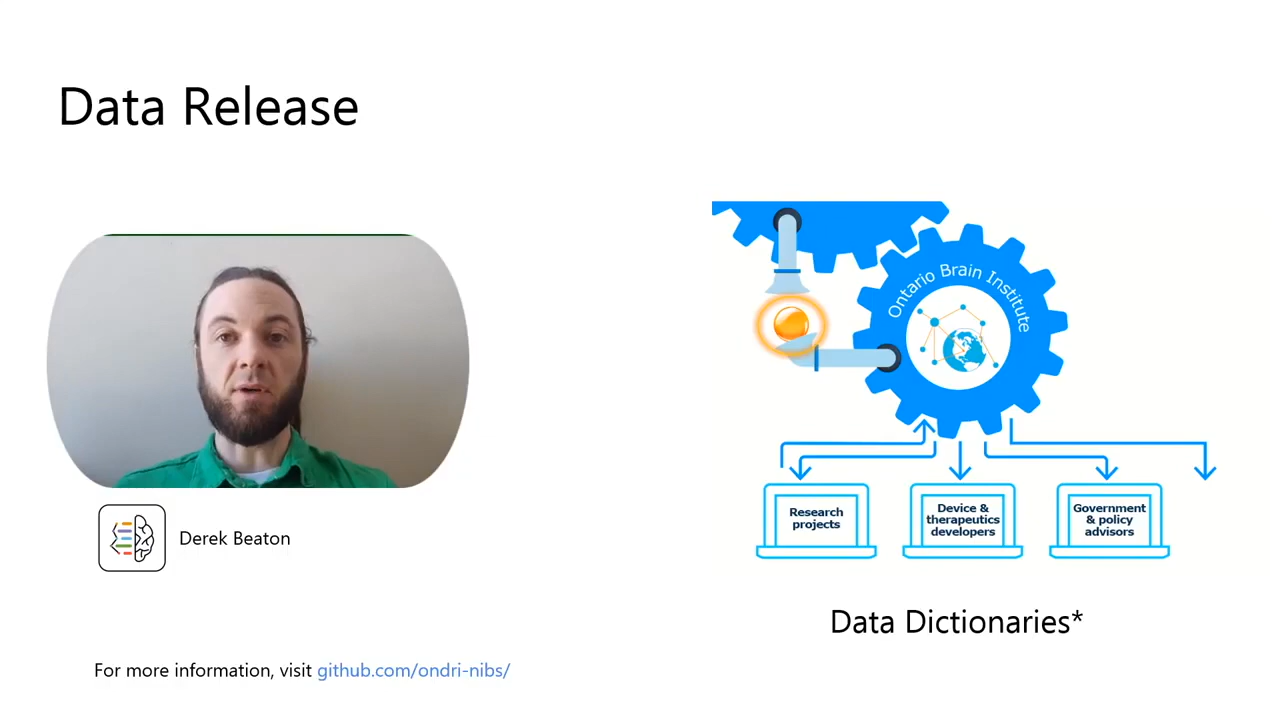 Data Release
Derek Beaton
For more information, visit github.com/ondri-nibs/
Ontario Brain Institute
Research
projects
Device &
therapeutics
developers
Government
& policy
advisors
Data Dictionaries*